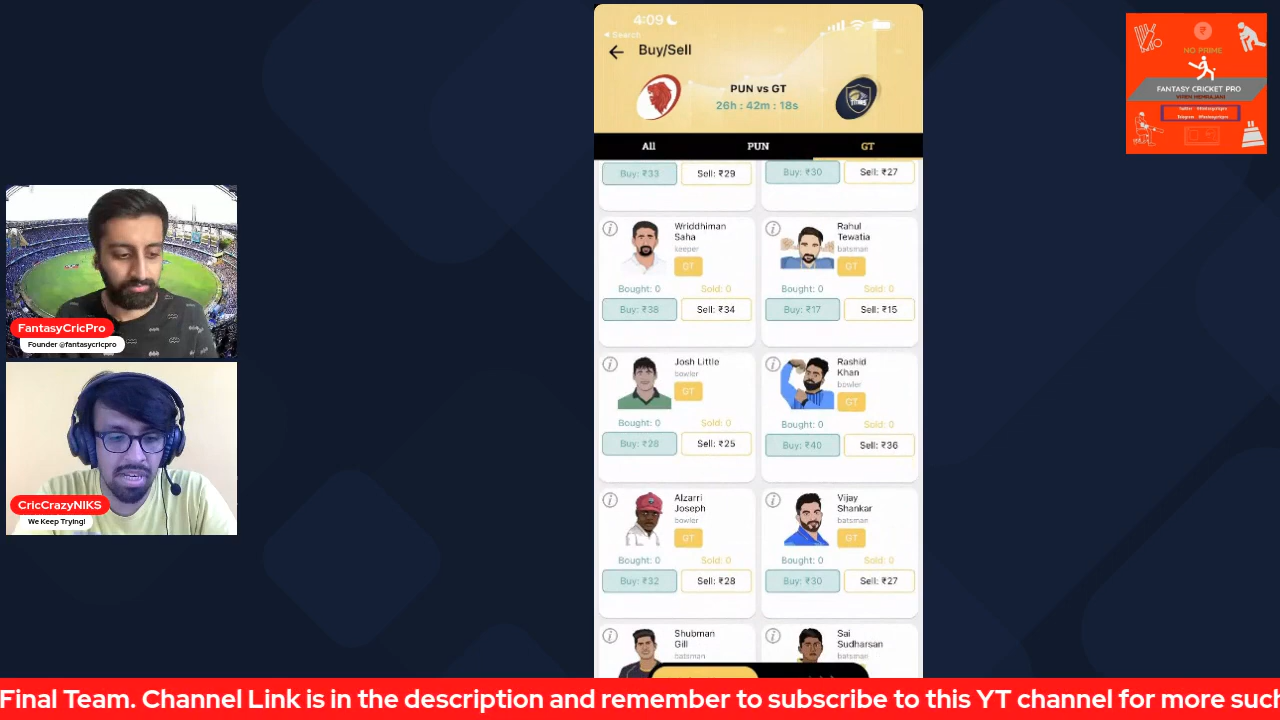 4:09
Search
Buy/Sell
PUN vs GT
26h : 42m : 18s
All
PUN
GT
Buy: ₹33
Sell: ₹29
Buy: ₹30
Sell: ₹27
Wriddhiman
Saha
keeper
GT
Bought: 0
Sold: 0
Buy: ₹38
Sell: ₹34
Rahul
Tewatia
batsman
GT
Bought: 0
Sold: 0
Buy: ₹17
Sell: ₹15
Josh Little
bowler
GT
Bought: 0
Sold: 0
Buy: ₹28
Sell: ₹25
Rashid
Khan
bowler
GT
Bought: 0
Sold: 0
Buy: ₹40
Sell: ₹36
Alzarri
Joseph
bowler
GT
Bought: 0
Sold: 0
Buy: ₹32
Sell: ₹28
Vijay
Shankar
batsman
GT
Bought: 0
Sold: 0
Buy: ₹30
Sell: ₹27
Shubman
Gill
batsman
Sai
Sudharsan
batsman
FantasyCricPro
Founder @fantasycricpro
CricCrazyNIKS
We Keep Trying!
NO PRIME
FANTASY CRICKET PRO
VIREN HEMRAJANI
Final Team. Channel Link is in the description and remember to subscribe to this YT channel for more such